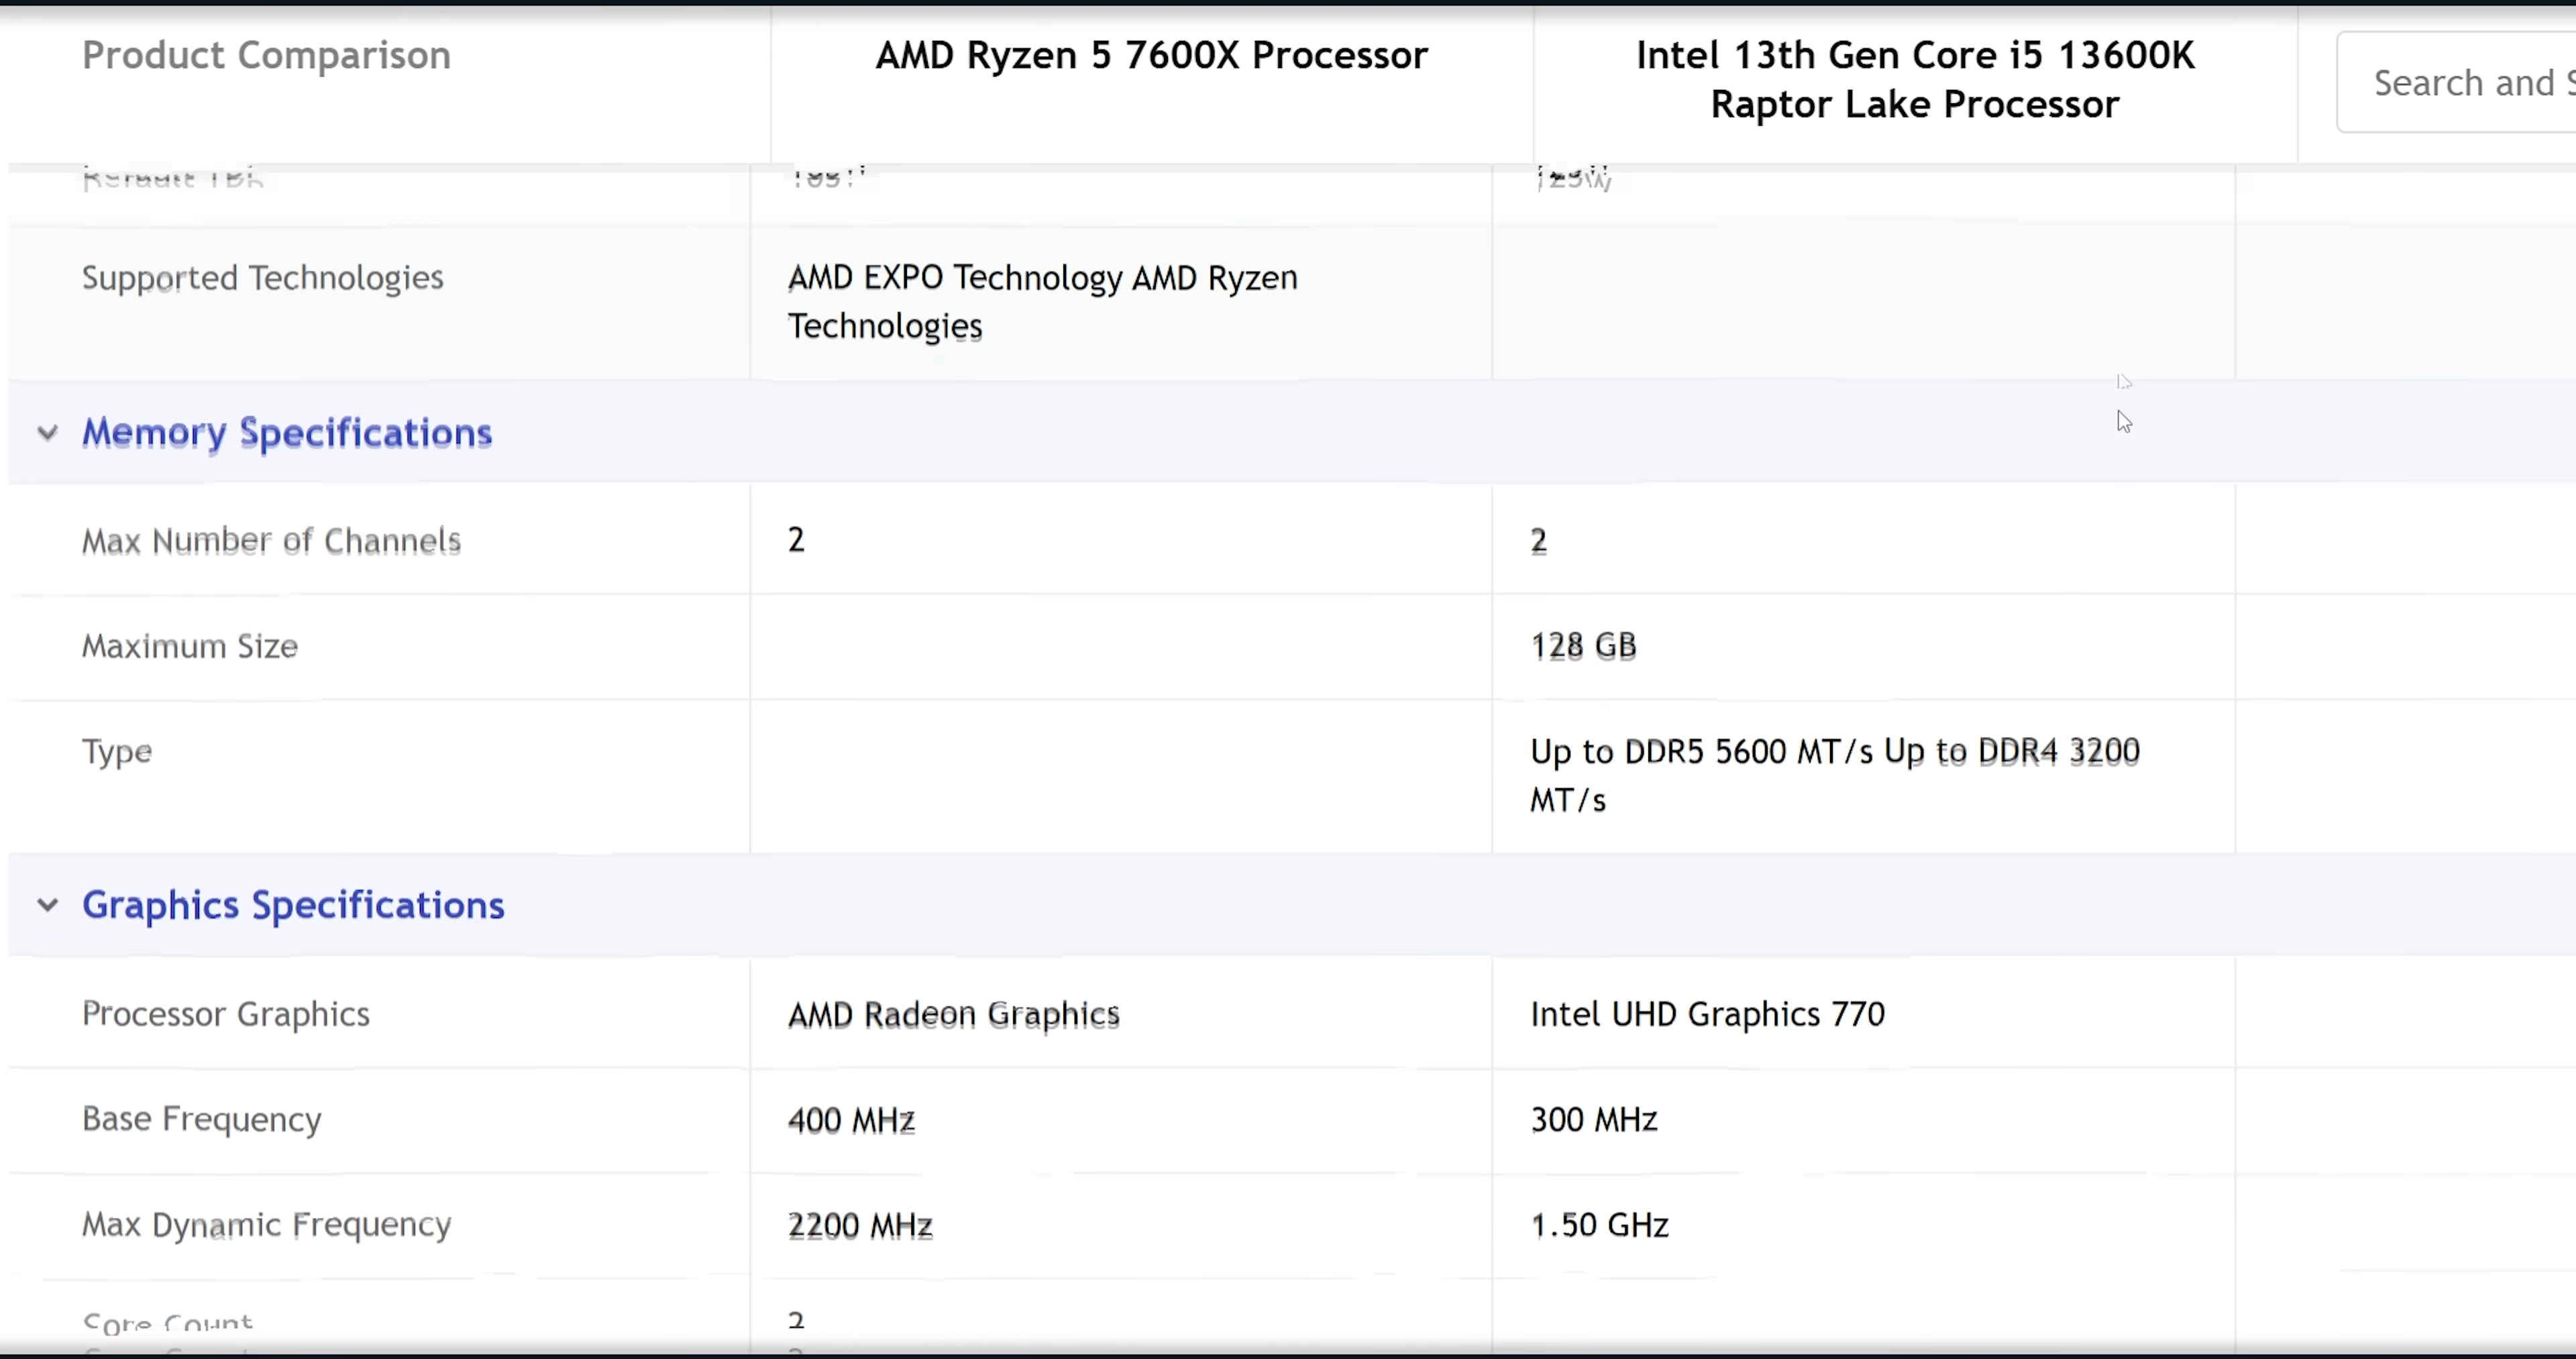 Product Comparison
AMD Ryzen 5 7600X Processor
Intel 13th Gen Core i5 13600K
Raptor Lake Processor
Search and
Supported Technologies
AMD EXPO Technology AMD Ryzen
Technologies
Memory Specifications
Max Number of Channels
2
2
Maximum Size
128 GB
Type
Up to DDR5 5600 MT/s Up to DDR4 3200
MT/s
Graphics Specifications
Processor Graphics
AMD Radeon Graphics
Intel UHD Graphics 770
Base Frequency
400 MHz
300 MHz
Max Dynamic Frequency
2200 MHz
1.50 GHz
Core Count
2